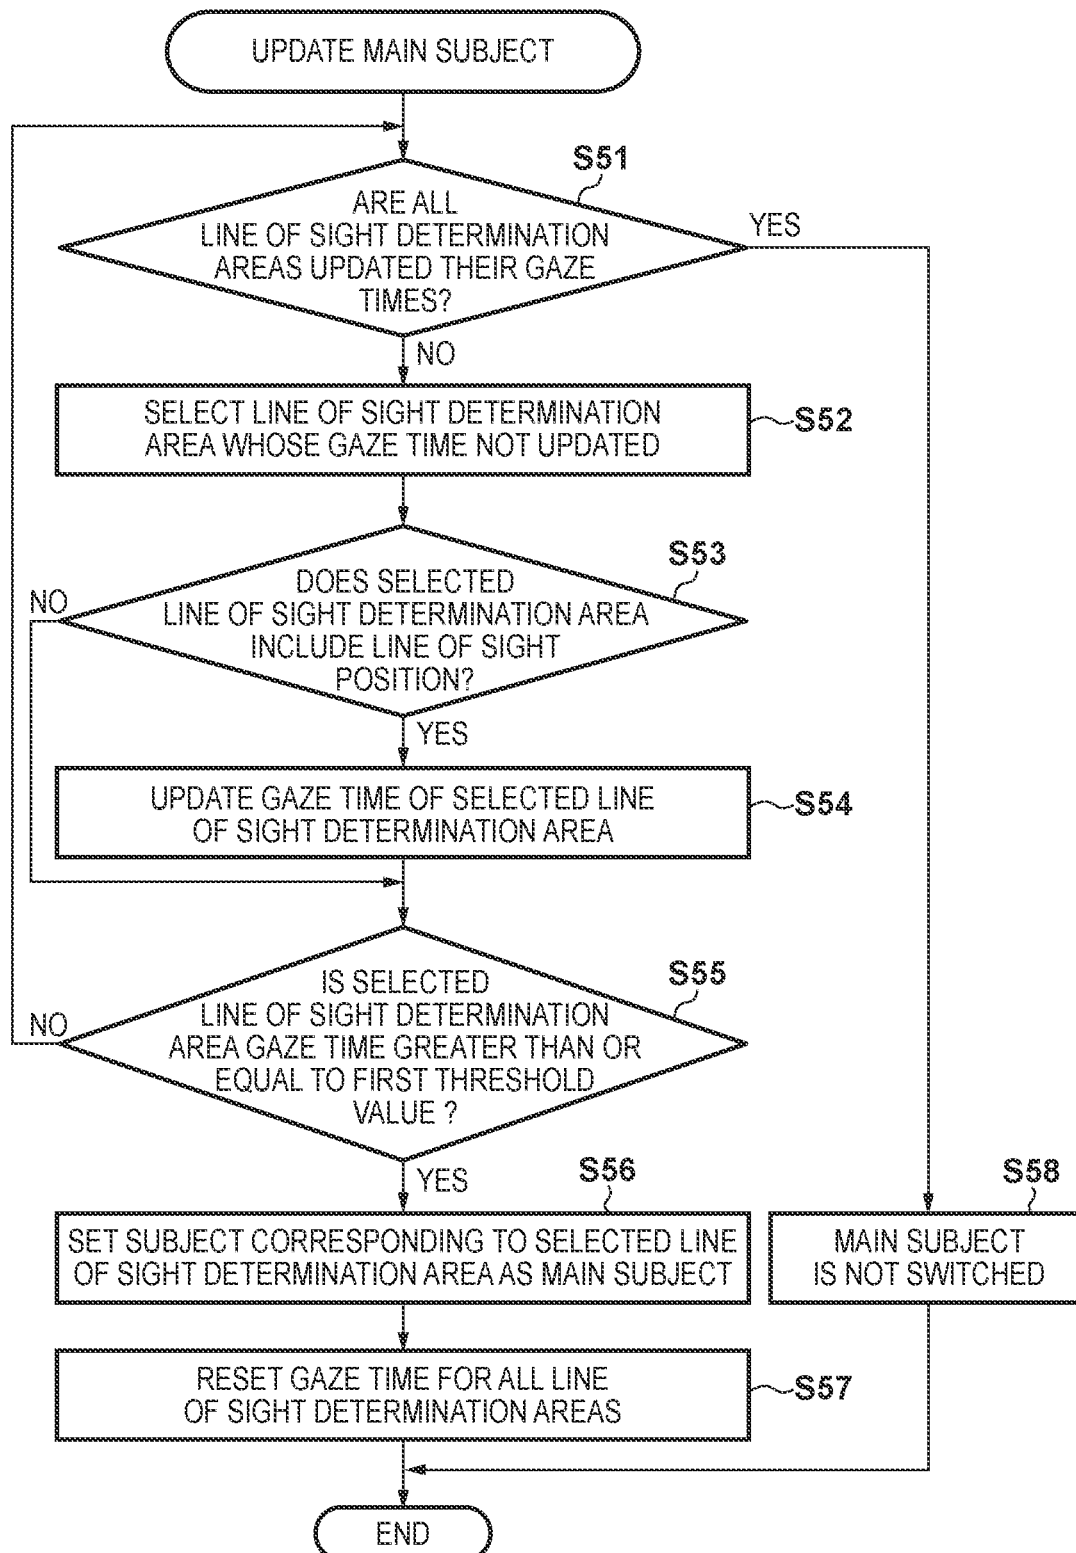 UPDATE MAIN SUBJECT
S51
ARE ALL
LINE OF SIGHT DETERMINATION
AREAS UPDATED THEIR GAZE
TIMES?
YES
NO
SELECT LINE OF SIGHT DETERMINATION
AREA WHOSE GAZE TIME NOT UPDATED
S52
S53
DOES SELECTED
LINE OF SIGHT DETERMINATION AREA
INCLUDE LINE OF SIGHT
POSITION?
NO
YES
UPDATE GAZE TIME OF SELECTED LINE
OF SIGHT DETERMINATION AREA
S54
S55
IS SELECTED
LINE OF SIGHT DETERMINATION
AREA GAZE TIME GREATER THAN OR
EQUAL TO FIRST THRESHOLD
VALUE ?
NO
YES
S56
SET SUBJECT CORRESPONDING TO SELECTED LINE
OF SIGHT DETERMINATION AREA AS MAIN SUBJECT
S58
MAIN SUBJECT
IS NOT SWITCHED
RESET GAZE TIME FOR ALL LINE
OF SIGHT DETERMINATION AREAS
S57
END